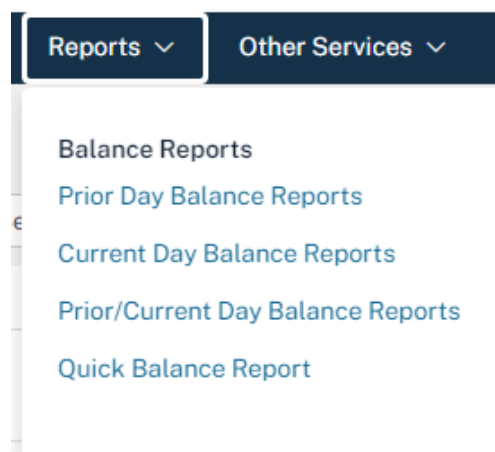 Reports Other Services
Balance Reports
Prior Day Balance Reports
Current Day Balance Reports
Prior/Current Day Balance Reports
Quick Balance Report